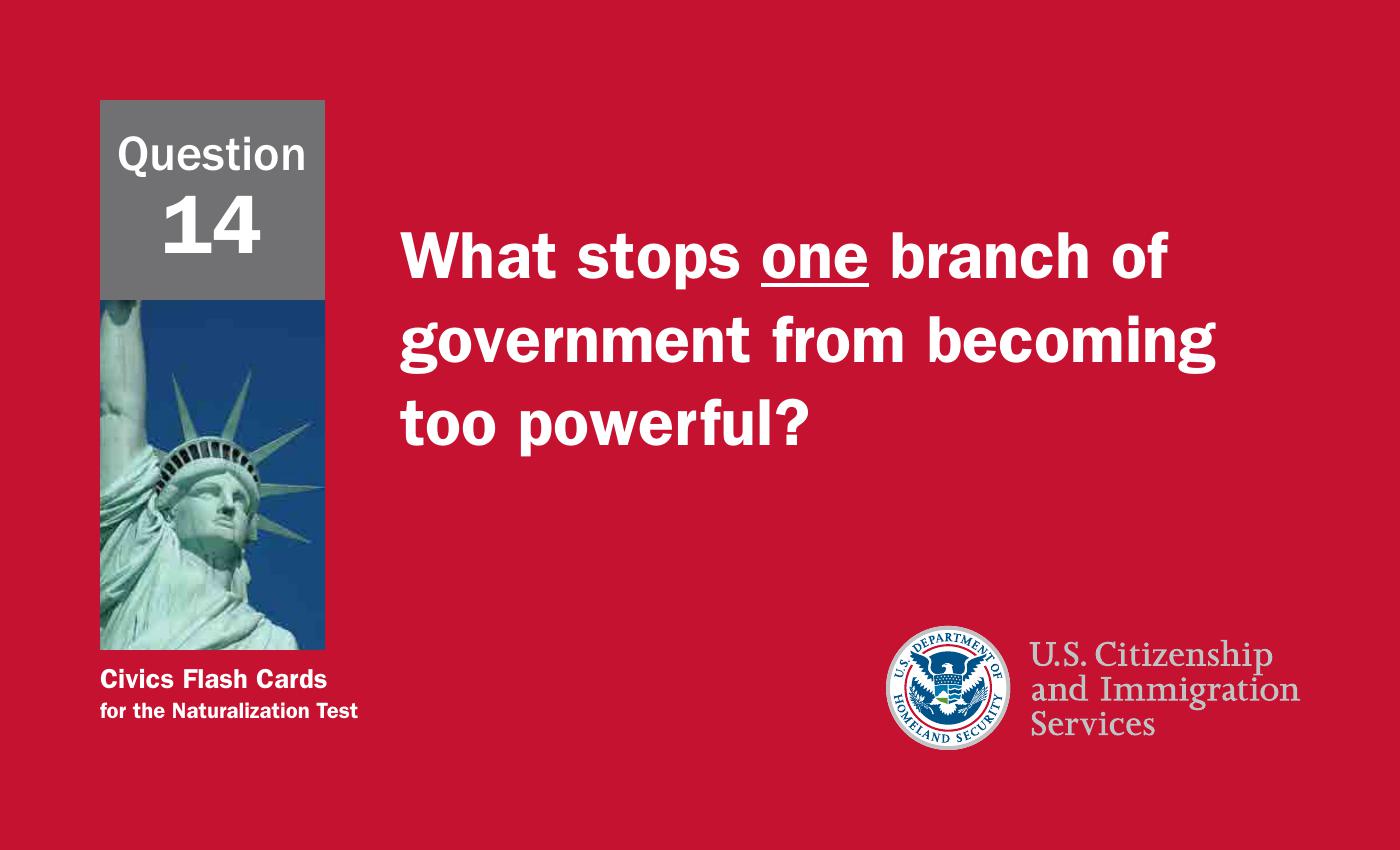 Question
14
What stops one branch of
government from becoming
too powerful?
Civics Flash Cards
for the Naturalization Test
U.S. DEPARTMENT OF
HOMELAND SECURITY
U.S. Citizenship
and Immigration
Services